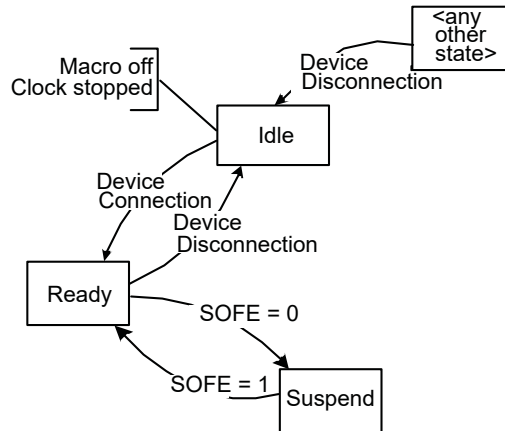 <any
other
state>
Device
Disconnection
Macro off
Clock stopped
Idle
Device
Connection
Device
Disconnection
Ready
SOFE = 0
SOFE = 1
Suspend